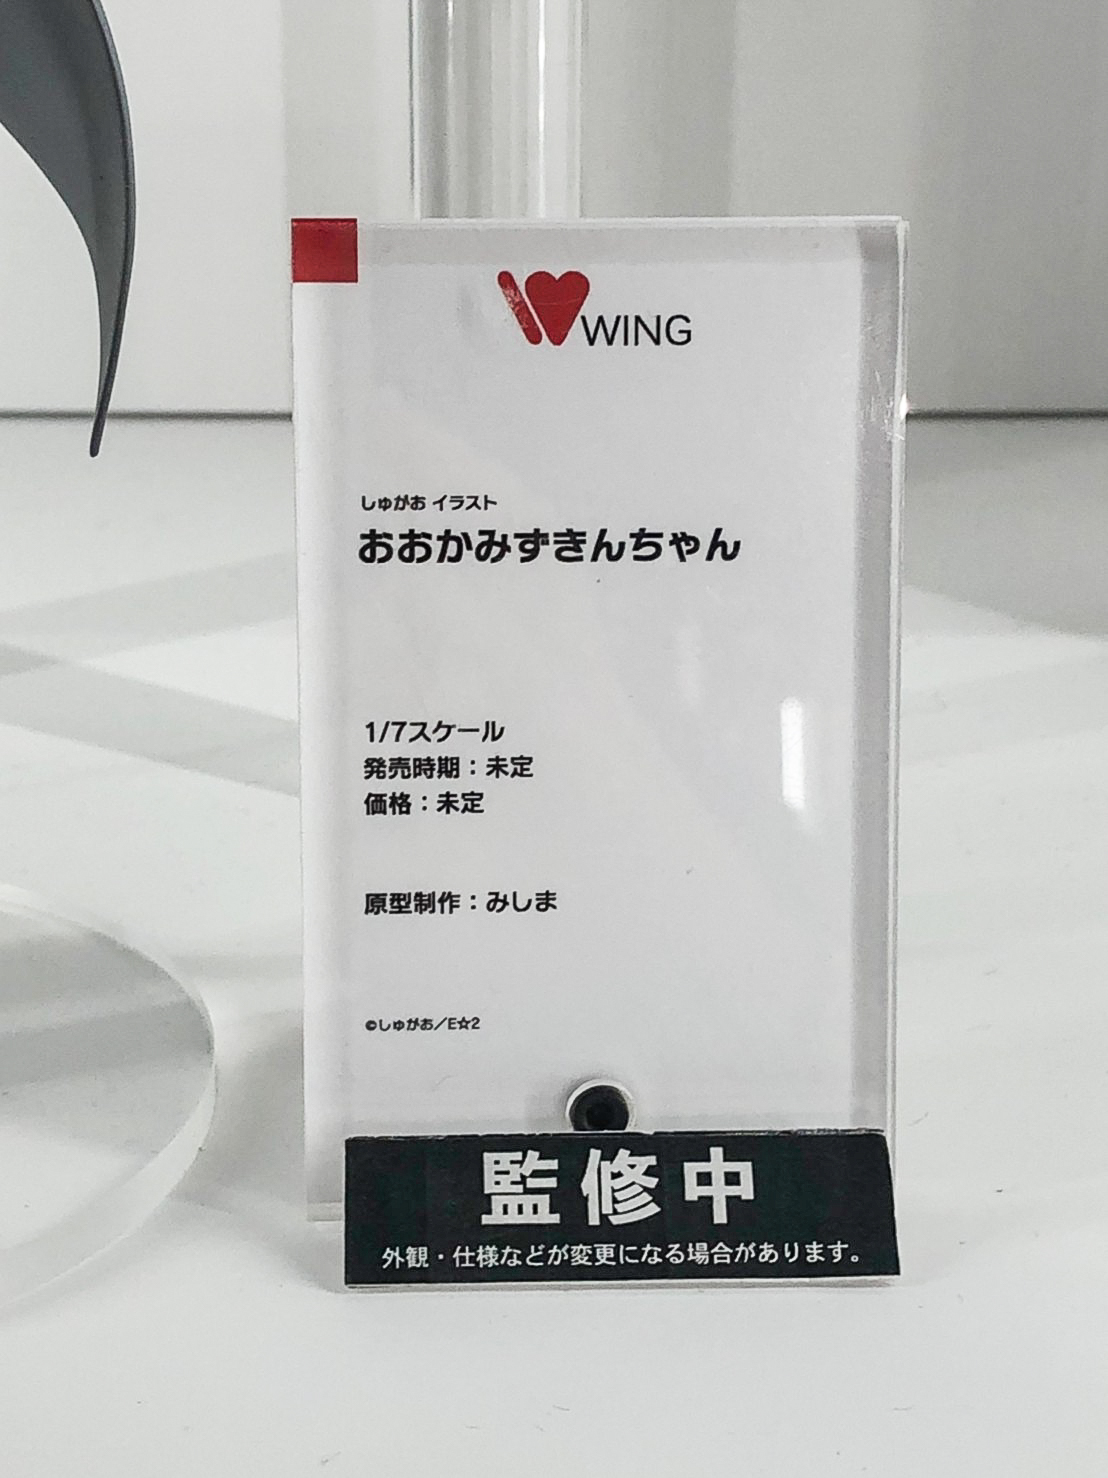 WING
しゅがお イラスト
おおかみずきんちゃん
1/7スケール
発売時期：未定
価格：未定
原型制作：みしま
©しゅがお／E☆2
監修中
外観・仕様などが変更になる場合があります。